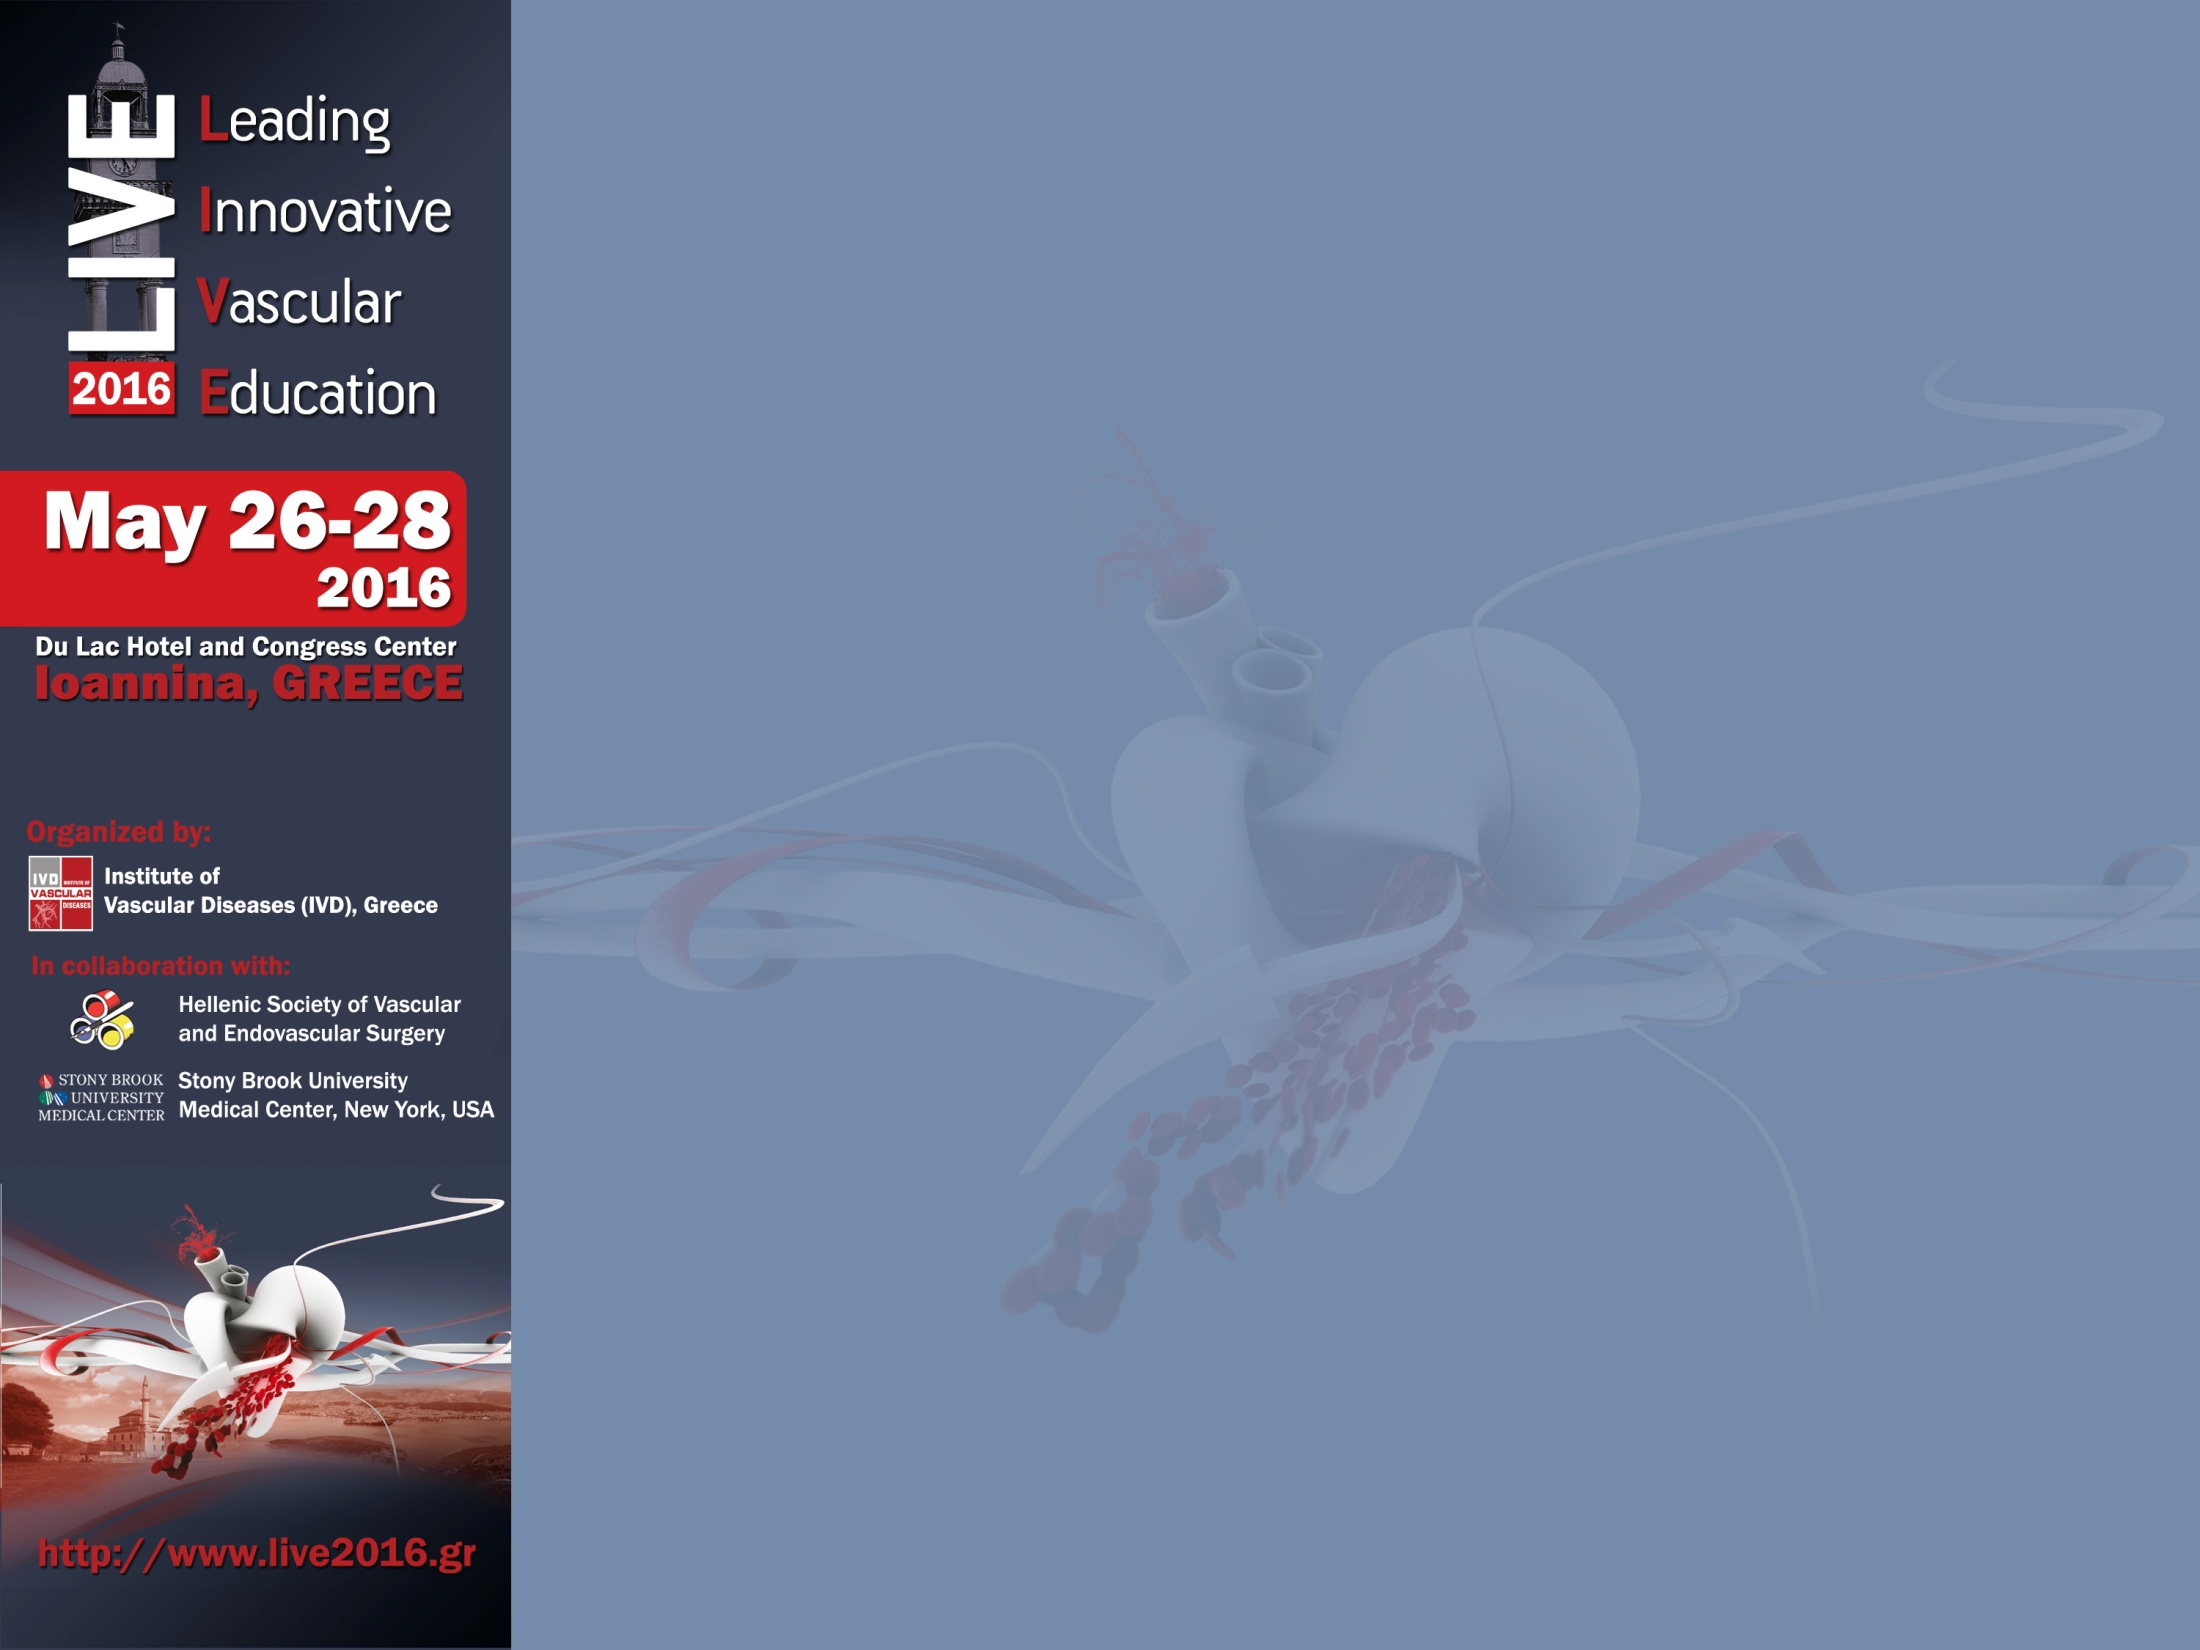 LIVE
2016
Leading
Innovative
Vascular
Education
May 26-28
2016
Du Lac Hotel and Congress Center
Ioannina, GREECE
Organized by:
IVD INSTITUTE OF
VASCULAR
DISEASES
Institute of
Vascular Diseases (IVD), Greece
In collaboration with:
Hellenic Society of Vascular
and Endovascular Surgery
STONY BROOK
UNIVERSITY
MEDICAL CENTER
Stony Brook University
Medical Center, New York, USA
http://www.live2016.gr